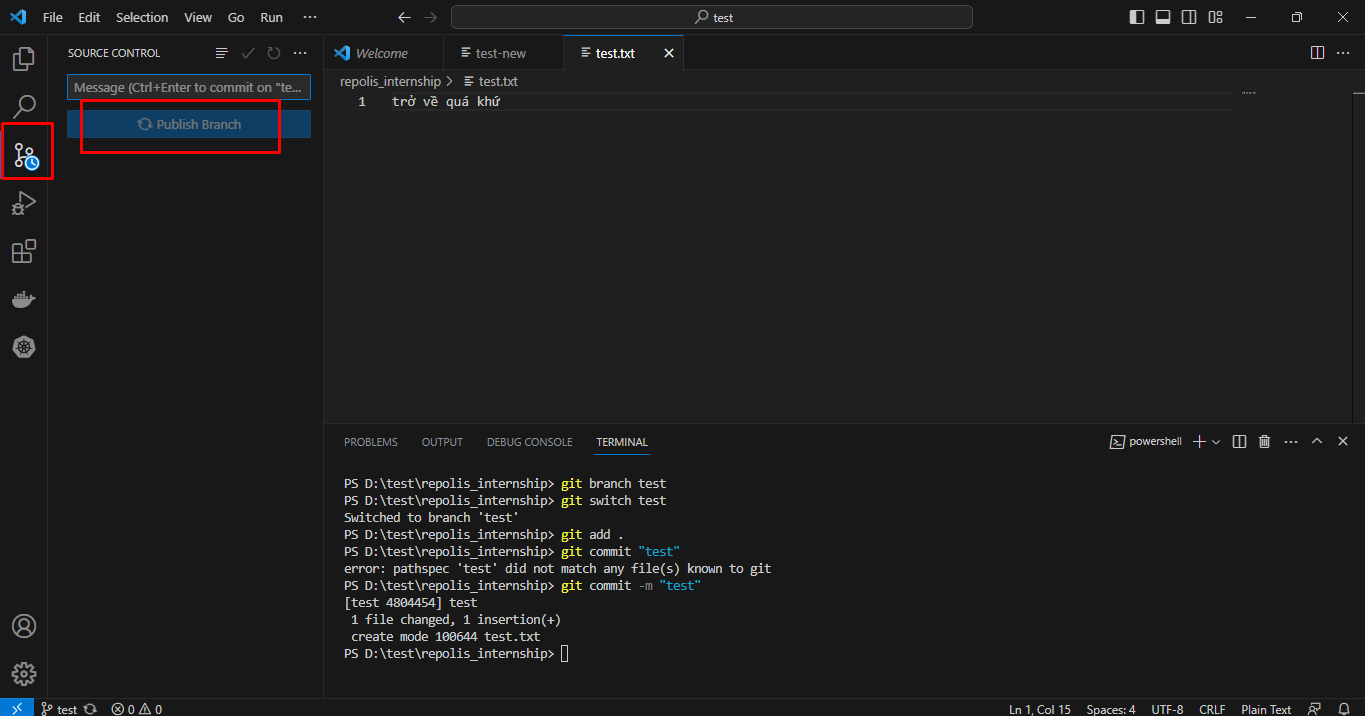 File Edit Selection View Go Run ···
test
SOURCE CONTROL
Message (Ctrl+Enter to commit on "te...
Publish Branch
Welcome
test-new
test.txt
repolis_internship > test.txt
1 trở về quá khứ
PROBLEMS OUTPUT DEBUG CONSOLE TERMINAL
powershell
PS D:\test\repolis_internship> git branch test
PS D:\test\repolis_internship> git switch test
Switched to branch 'test'
PS D:\test\repolis_internship> git add .
PS D:\test\repolis_internship> git commit "test"
error: pathspec 'test' did not match any file(s) known to git
PS D:\test\repolis_internship> git commit -m "test"
[test 4804454] test
1 file changed, 1 insertion(+)
create mode 100644 test.txt
PS D:\test\repolis_internship>
test 0 0
Ln 1, Col 15 Spaces: 4 UTF-8 CRLF Plain Text